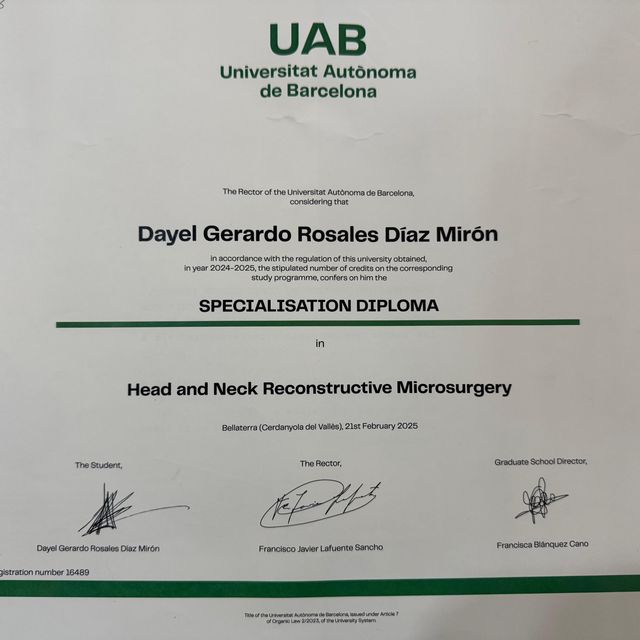 UAB
Universitat Autònoma
de Barcelona
The Rector of the Universitat Autònoma de Barcelona,
considering that
Dayel Gerardo Rosales Díaz Mirón
in accordance with the regulation of this university obtained,
in year 2024-2025, the stipulated number of credits on the corresponding
study programme, confers on him the
SPECIALISATION DIPLOMA
in
Head and Neck Reconstructive Microsurgery
Bellaterra (Cerdanyola del Vallès), 21st February 2025
The Student,
The Rector,
Graduate School Director,
Dayel Gerardo Rosales Díaz Mirón
Francisco Javier Lafuente Sancho
Francisca Blánquez Cano
gistration number 16489
Title of the Universitat Autònoma de Barcelona, issued under Article 7
of Organic Law 2/2023, of the University System.